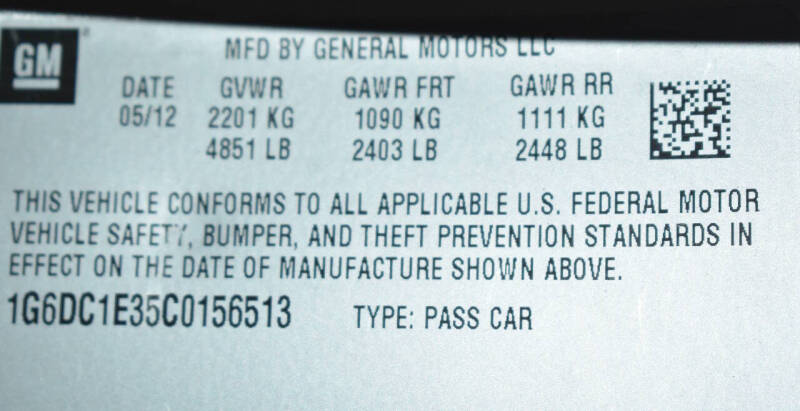 GM
MFD BY GENERAL MOTORS LLC
DATE GVWR GAWR FRT GAWR RR
05/12 2201 KG 1090 KG 1111 KG
4851 LB 2403 LB 2448 LB
THIS VEHICLE CONFORMS TO ALL APPLICABLE U.S. FEDERAL MOTOR
VEHICLE SAFETY, BUMPER, AND THEFT PREVENTION STANDARDS IN
EFFECT ON THE DATE OF MANUFACTURE SHOWN ABOVE.
1G6DC1E35C0156513 TYPE: PASS CAR